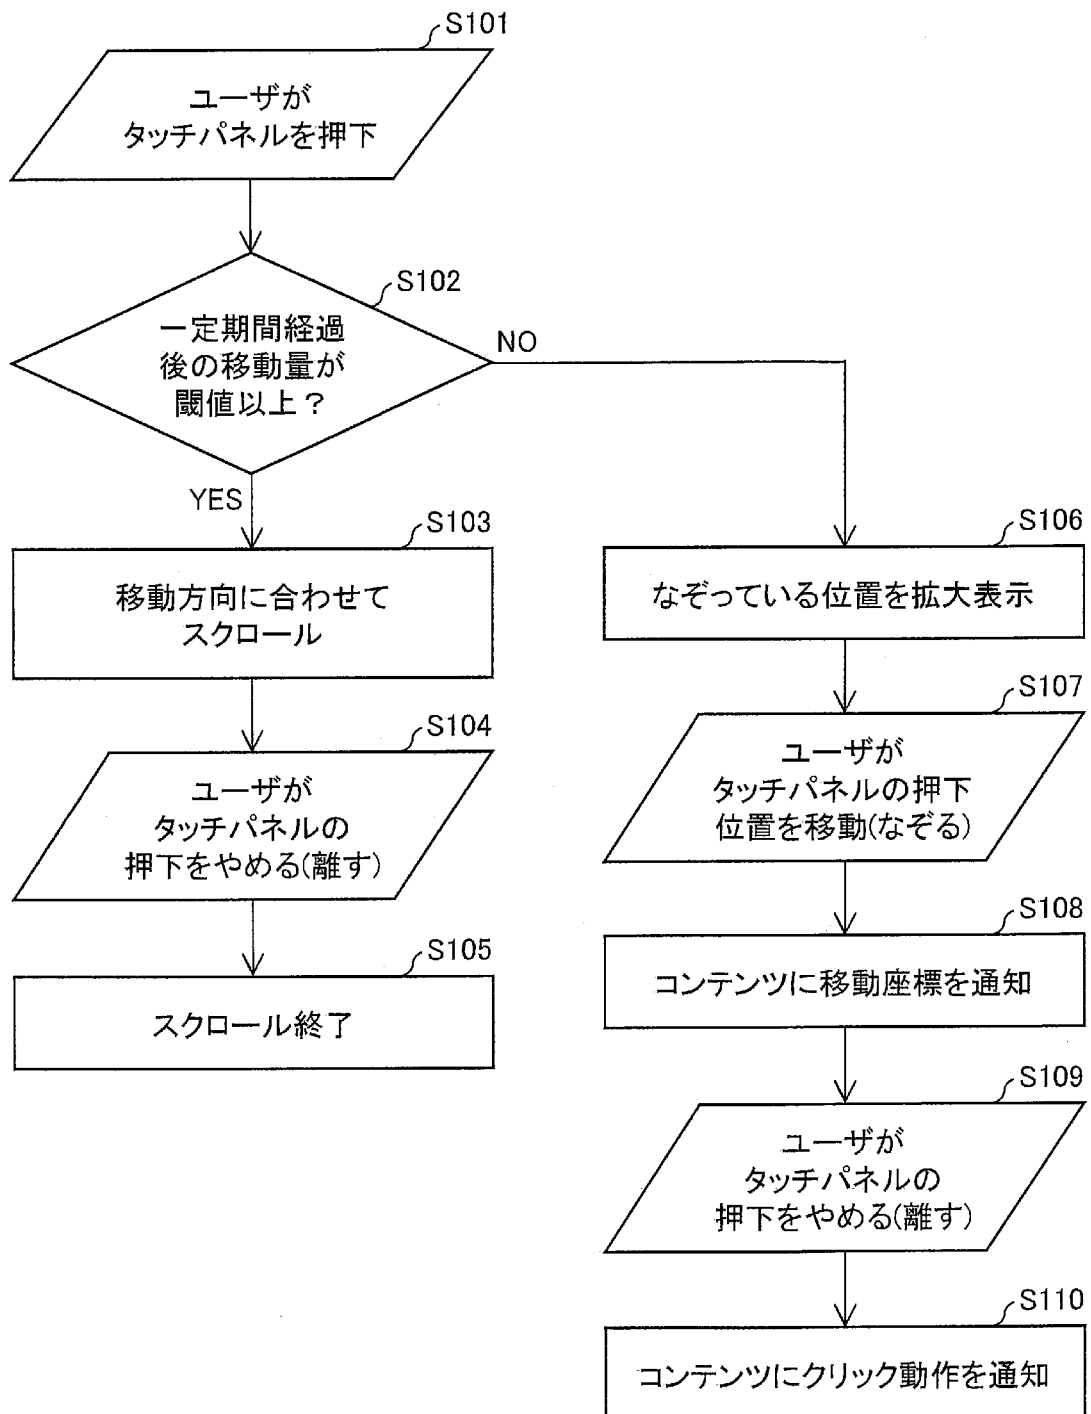 S101
ユーザが
タッチパネルを押下
S102
一定期間経過
後の移動量が
閾値以上？
NO
YES
S103
移動方向に合わせて
スクロール
S104
ユーザが
タッチパネルの
押下をやめる(離す)
S105
スクロール終了
S106
なぞっている位置を拡大表示
S107
ユーザが
タッチパネルの押下
位置を移動(なぞる)
S108
コンテンツに移動座標を通知
S109
ユーザが
タッチパネルの
押下をやめる(離す)
S110
コンテンツにクリック動作を通知